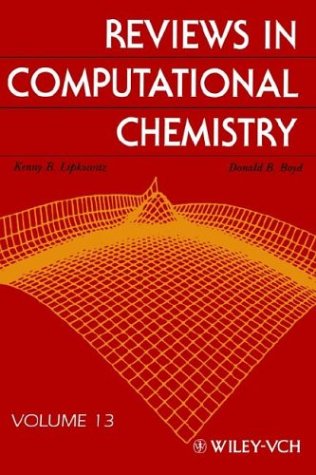 REVIEWS IN
COMPUTATIONAL
CHEMISTRY
Kenny B. Lipkowitz Donald B. Boyd
VOLUME 13
WILEY-VCH